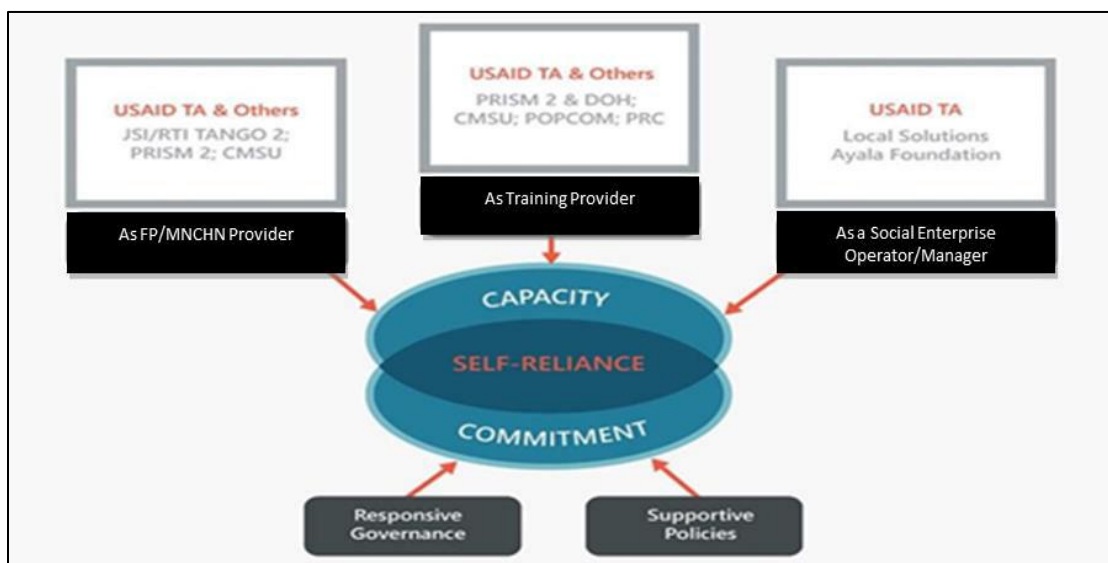 USAID TA & Others
JSI/RTI TANGO 2;
PRISM 2; CMSU
As FP/MNCHN Provider
USAID TA & Others
PRISM 2 & DOH;
CMSU; POPCOM; PRC
As Training Provider
USAID TA
Local Solutions
Ayala Foundation
As a Social Enterprise
Operator/Manager
CAPACITY
SELF-RELIANCE
COMMITMENT
Responsive
Governance
Supportive
Policies